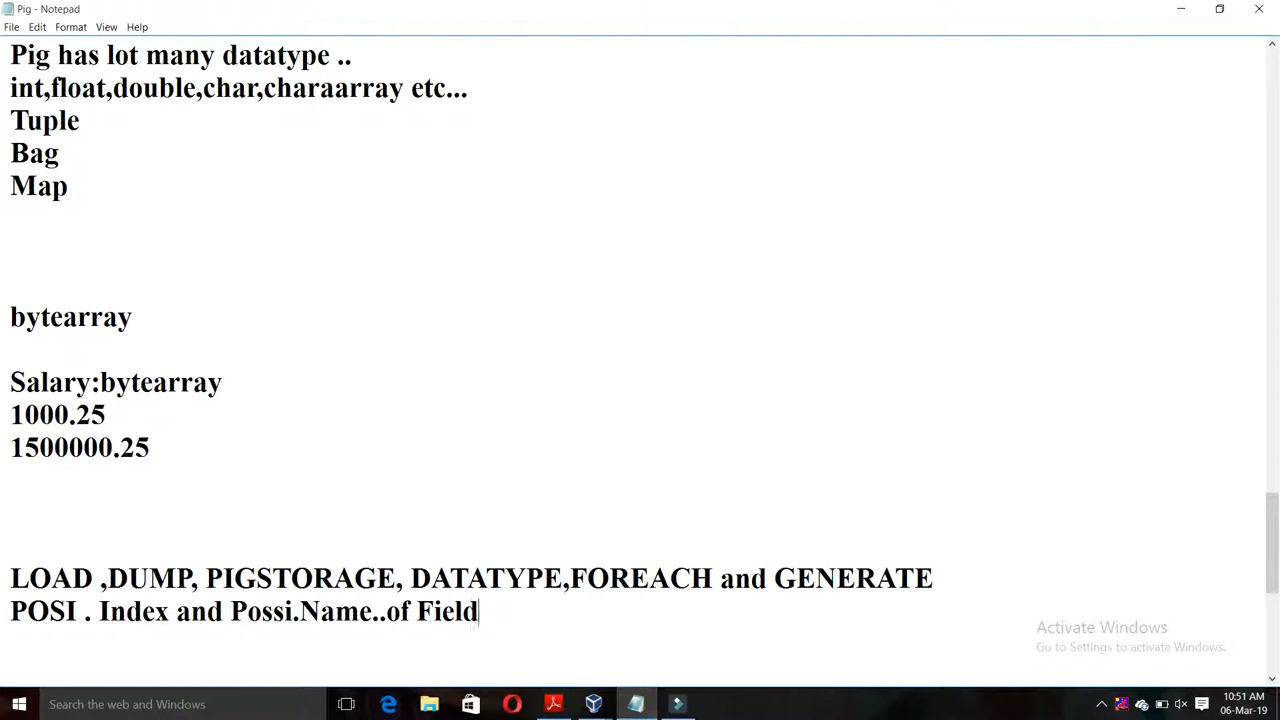 Pig - Notepad
File Edit Format View Help
Pig has lot many datatype ..
int,float,double,char,charaarray etc...
Tuple
Bag
Map
bytearray
Salary:bytearray
1000.25
1500000.25
LOAD ,DUMP, PIGSTORAGE, DATATYPE,FOREACH and GENERATE
POSI . Index and Possi.Name..of Field
Activate Windows
Go to Settings to activate Windows.
Search the web and Windows
10:51 AM
06-Mar-19